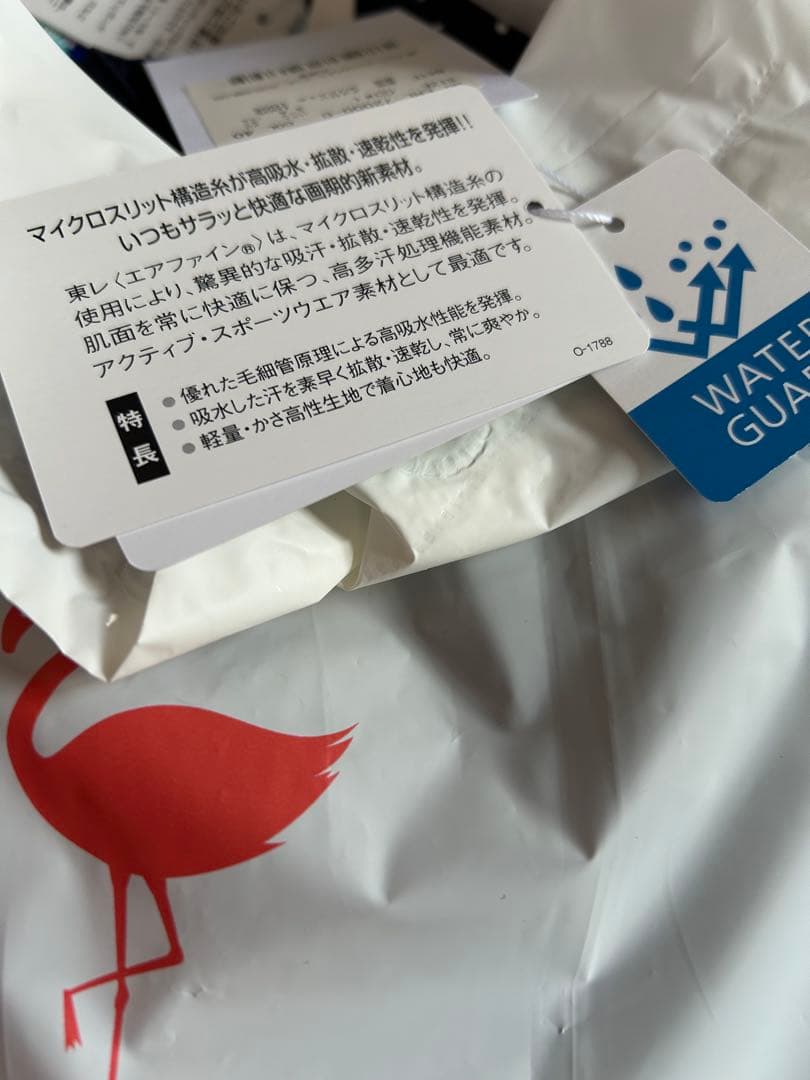 マイクロスリット構造糸が高吸水・拡散・速乾性を発揮!!
いつもサラッと快適な画期的新素材。
東レ〈エアファイン®〉は、マイクロスリット構造糸の
使用により、驚異的な吸汗・拡散・速乾性を発揮。
肌面を常に快適に保つ、高多汗処理機能素材。
アクティブ・スポーツウエア素材として最適です。
特長
●優れた毛細管原理による高吸水性能を発揮。
●吸水した汗を素早く拡散・速乾し、常に爽やか。
●軽量・かさ高性生地で着心地も快適。
O-1788
WATE
GUA